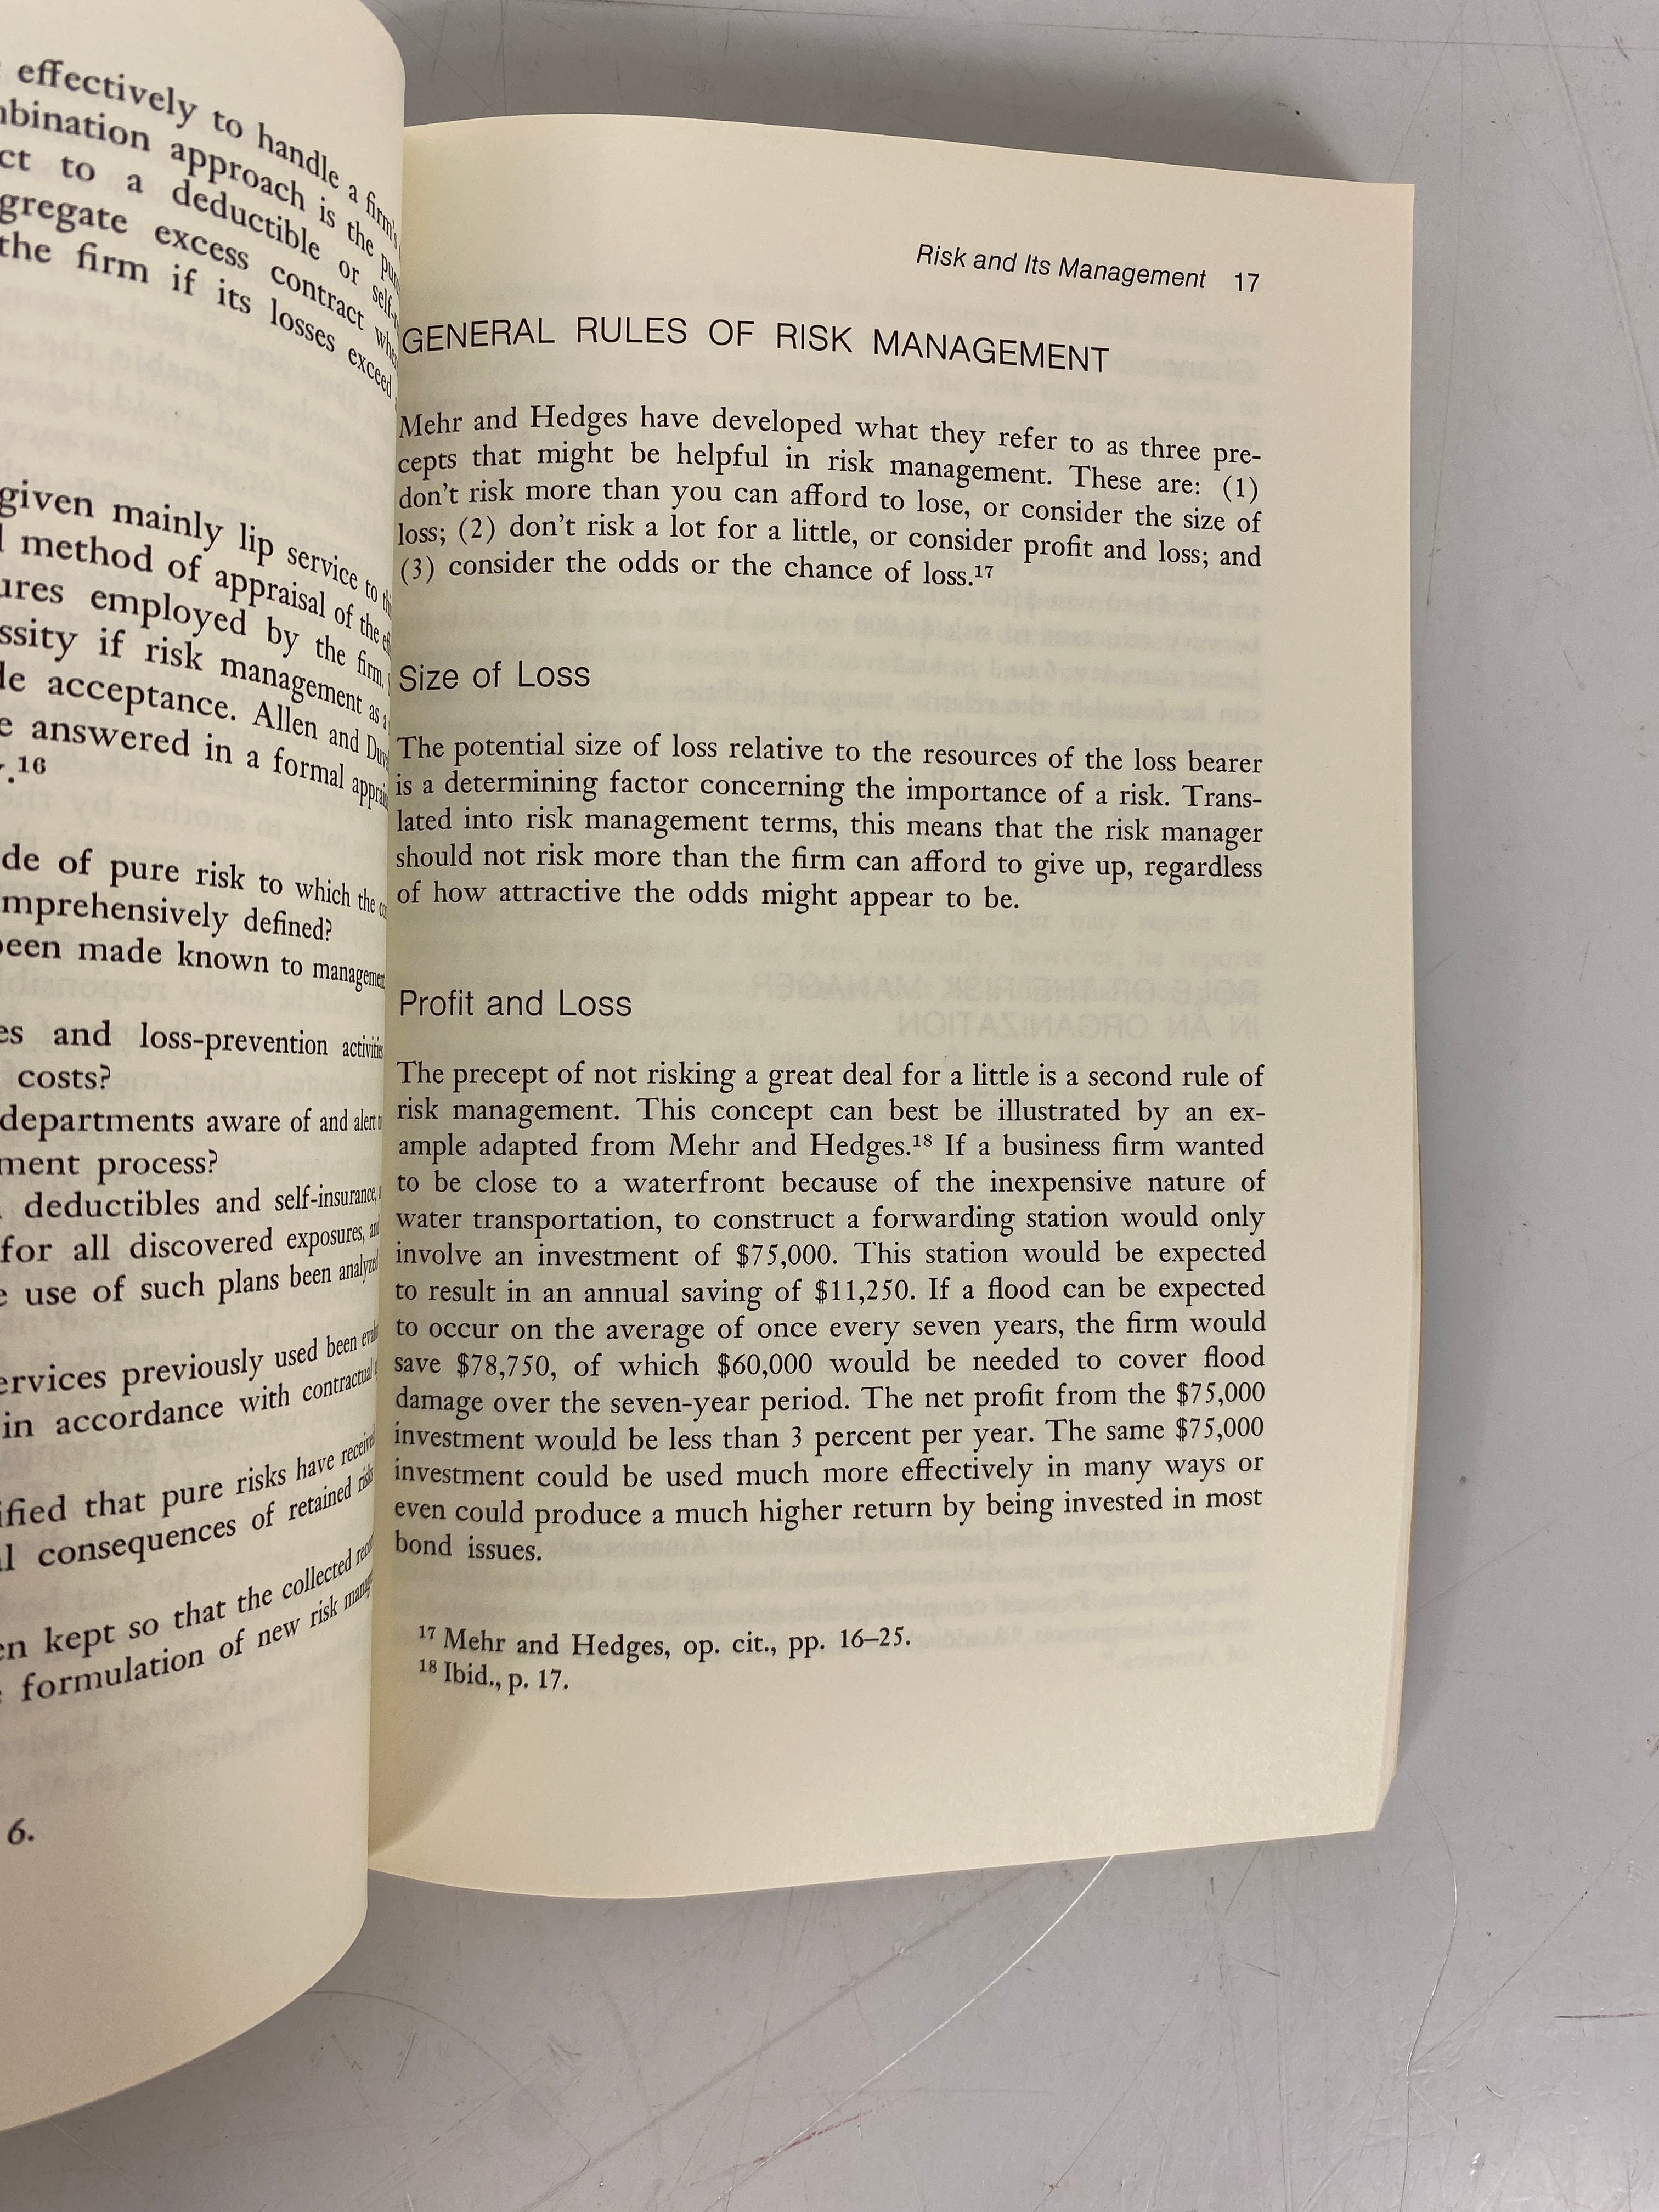 effectively to handle a firm's
bination approach is the
ct to a deductible or self-
gregate excess contract
the firm if its losses exceed
given mainly lip service to
method of appraisal of the
ures employed by the firm.
ssity if risk management as a
le acceptance. Allen and
e answered in a formal
.16
de of pure risk to which the
mprehensively defined?
been made known to management
es and loss-prevention activities
costs?
departments aware of and alert
ment process?
deductibles and self-insurance,
for all discovered exposures,
e use of such plans been analyzed
ervices previously used been
in accordance with contractual
ified that pure risks have received
l consequences of retained risks
en kept so that the collected
formulation of new risk
6.
Risk and Its Management 17
GENERAL RULES OF RISK MANAGEMENT
Mehr and Hedges have developed what they refer to as three pre-
cepts that might be helpful in risk management. These are: (1)
don't risk more than you can afford to lose, or consider the size of
loss; (2) don't risk a lot for a little, or consider profit and loss; and
(3) consider the odds or the chance of loss.17
Size of Loss
The potential size of loss relative to the resources of the loss bearer
is a determining factor concerning the importance of a risk. Trans-
lated into risk management terms, this means that the risk manager
should not risk more than the firm can afford to give up, regardless
of how attractive the odds might appear to be.
Profit and Loss
The precept of not risking a great deal for a little is a second rule of
risk management. This concept can best be illustrated by an ex-
ample adapted from Mehr and Hedges.18 If a business firm wanted
to be close to a waterfront because of the inexpensive nature of
water transportation, to construct a forwarding station would only
involve an investment of $75,000. This station would be expected
to result in an annual saving of $11,250. If a flood can be expected
to occur on the average of once every seven years, the firm would
save $78,750, of which $60,000 would be needed to cover flood
damage over the seven-year period. The net profit from the $75,000
investment would be less than 3 percent per year. The same $75,000
investment could be used much more effectively in many ways or
even could produce a much higher return by being invested in most
bond issues.
17 Mehr and Hedges, op. cit., pp. 16–25.
18 Ibid., p. 17.